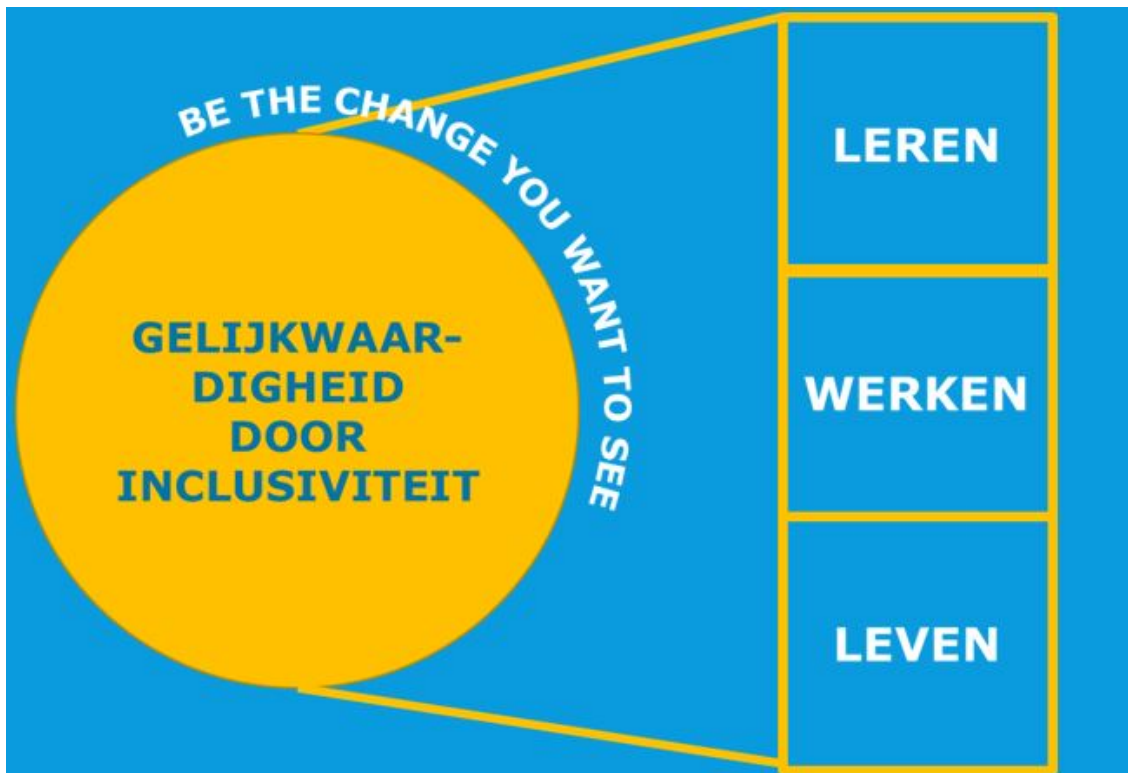 BE THE CHANGE YOU WANT TO SEE
GELIJKWAAR-
DIGHEID
DOOR
INCLUSIVITEIT
LEREN
WERKEN
LEVEN